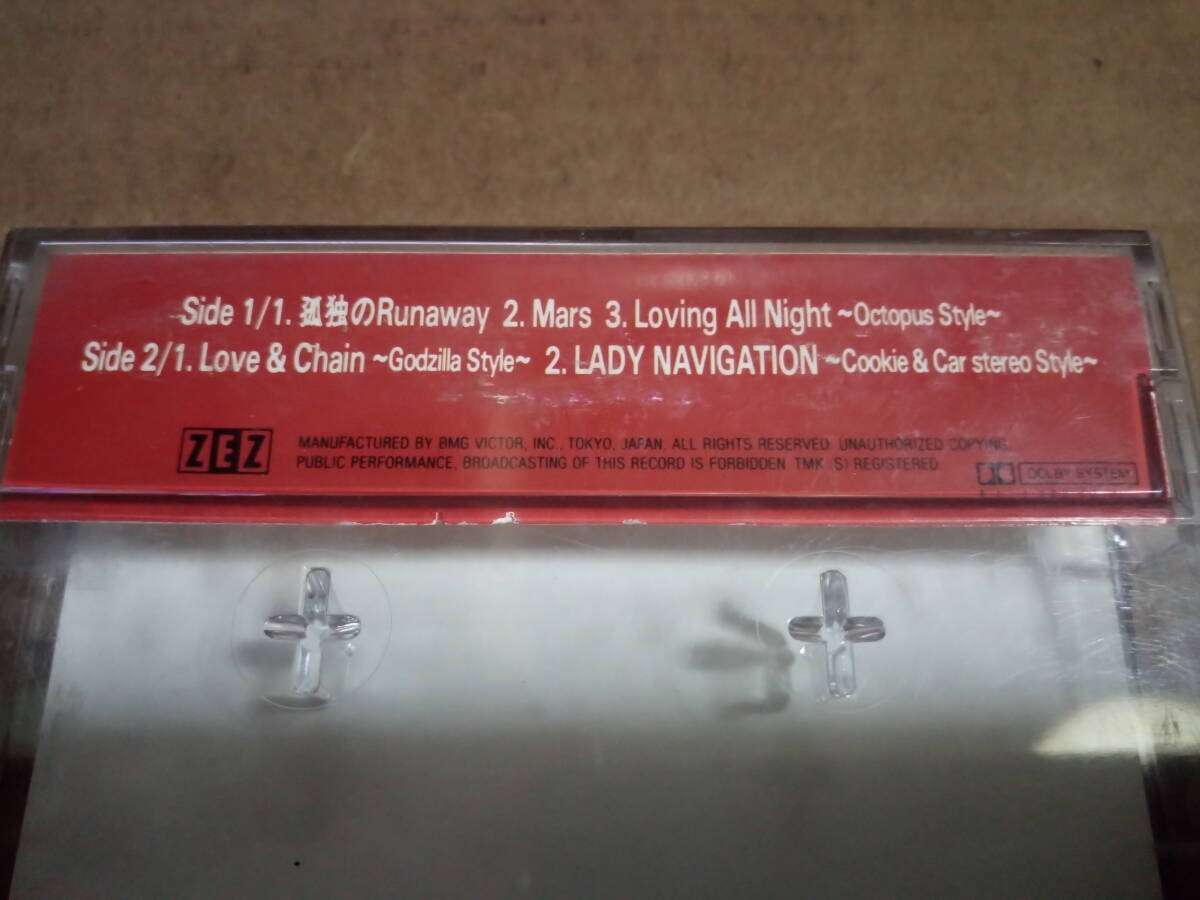 Side 1/1. 孤独のRunaway 2. Mars 3. Loving All Night ~Octopus Style~
Side 2/1. Love & Chain ~Godzilla Style~ 2. LADY NAVIGATION ~Cookie & Car stereo Style~
ZEZ
MANUFACTURED BY BMG VICTOR, INC., TOKYO, JAPAN. ALL RIGHTS RESERVED. UNAUTHORIZED COPYING,
PUBLIC PERFORMANCE, BROADCASTING OF THIS RECORD IS FORBIDDEN. TMK (S) REGISTERED
DOLBY SYSTEM